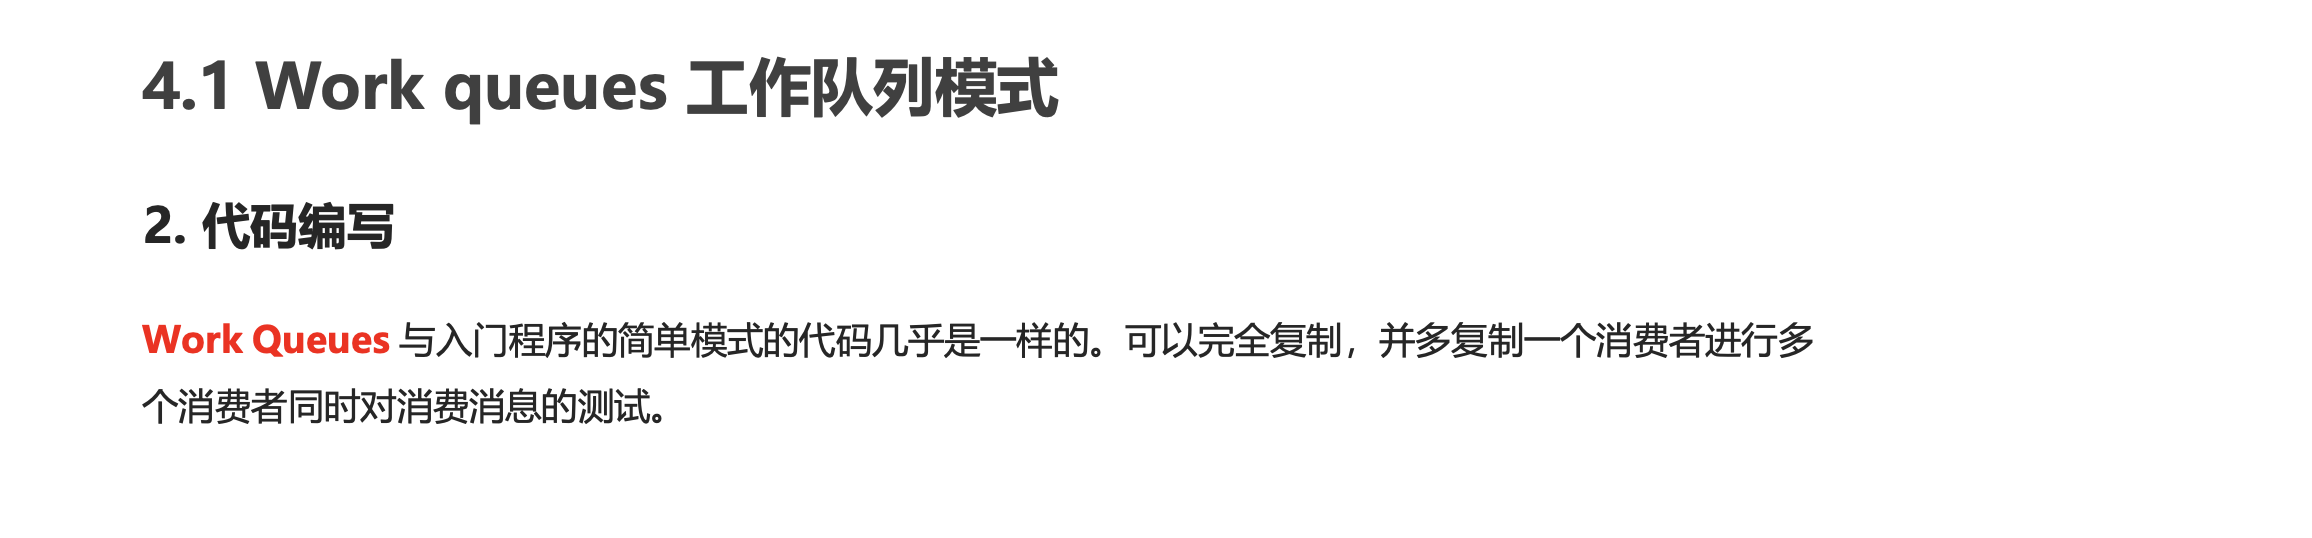 4.1 Work queues 工作队列模式
2. 代码编写
Work Queues 与入门程序的简单模式的代码几乎是一样的。可以完全复制，并多复制一个消费者进行多
个消费者同时对消费消息的测试。